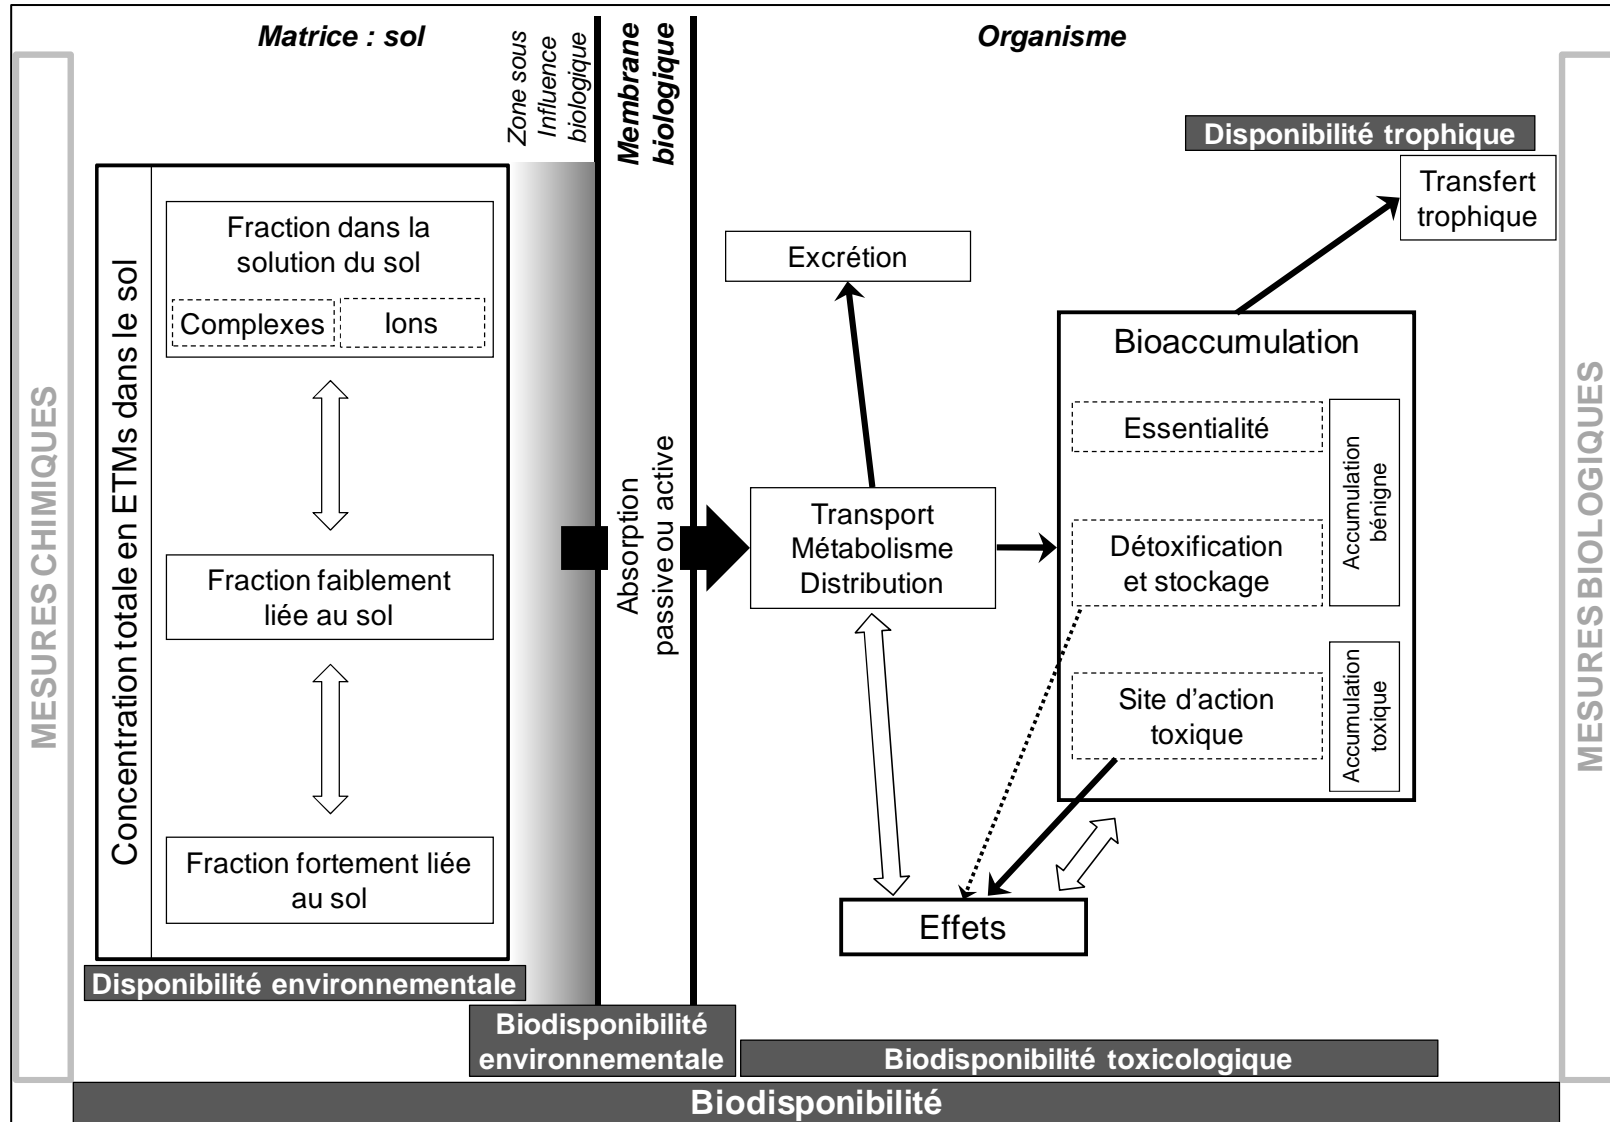 Matrice : sol
Organisme
Zone sous
Influence
biologique
Membrane
biologique
MESURES CHIMIQUES
MESURES BIOLOGIQUES
Concentration totale en ETMs dans le sol
Fraction dans la
solution du sol
Complexes
Ions
Fraction faiblement
liée au sol
Fraction fortement liée
au sol
Absorption
passive ou active
Excrétion
Transport
Métabolisme
Distribution
Disponibilité trophique
Transfert
trophique
Bioaccumulation
Essentialité
Détoxification
et stockage
Accumulation
bénigne
Site d'action
toxique
Accumulation
toxique
Effets
Disponibilité environnementale
Biodisponibilité
environnementale
Biodisponibilité toxicologique
Biodisponibilité